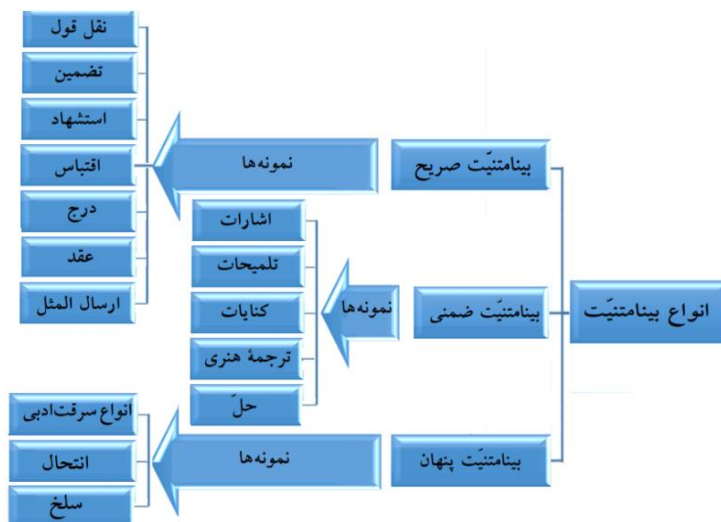 انواع بینامتنیّت
بینامتنیّت صریح
نمونه‌ها
نقل قول
تضمین
استشهاد
اقتباس
درج
عقد
ارسال المثل
بینامتنیّت ضمنی
نمونه‌ها
اشارات
تلمیحات
کنایات
ترجمهٔ هنری
حلّ
بینامتنیّت پنهان
نمونه‌ها
انواع سرقت‌ادبی
انتحال
سلخ